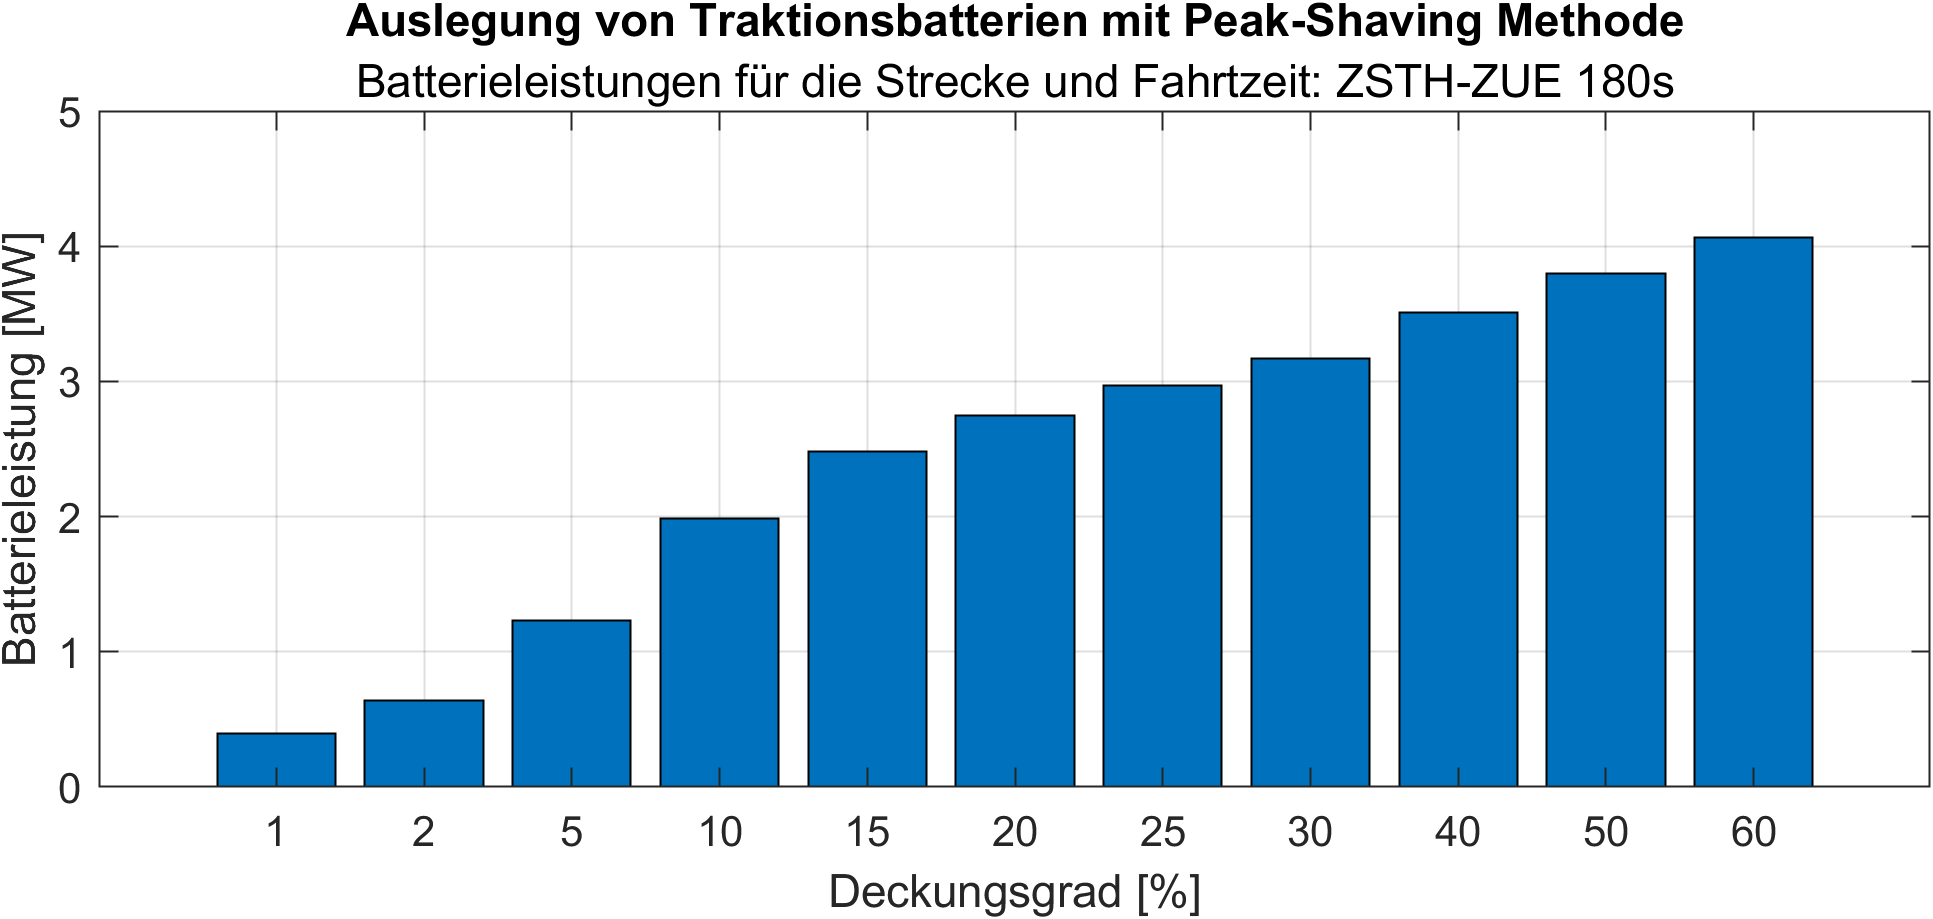 Auslegung von Traktionsbatterien mit Peak-Shaving Methode
Batterieleistungen für die Strecke und Fahrtzeit: ZSTH-ZUE 180s
Batterieleistung [MW]
5
4
3
2
1
0
1 2 5 10 15 20 25 30 40 50 60
Deckungsgrad [%]